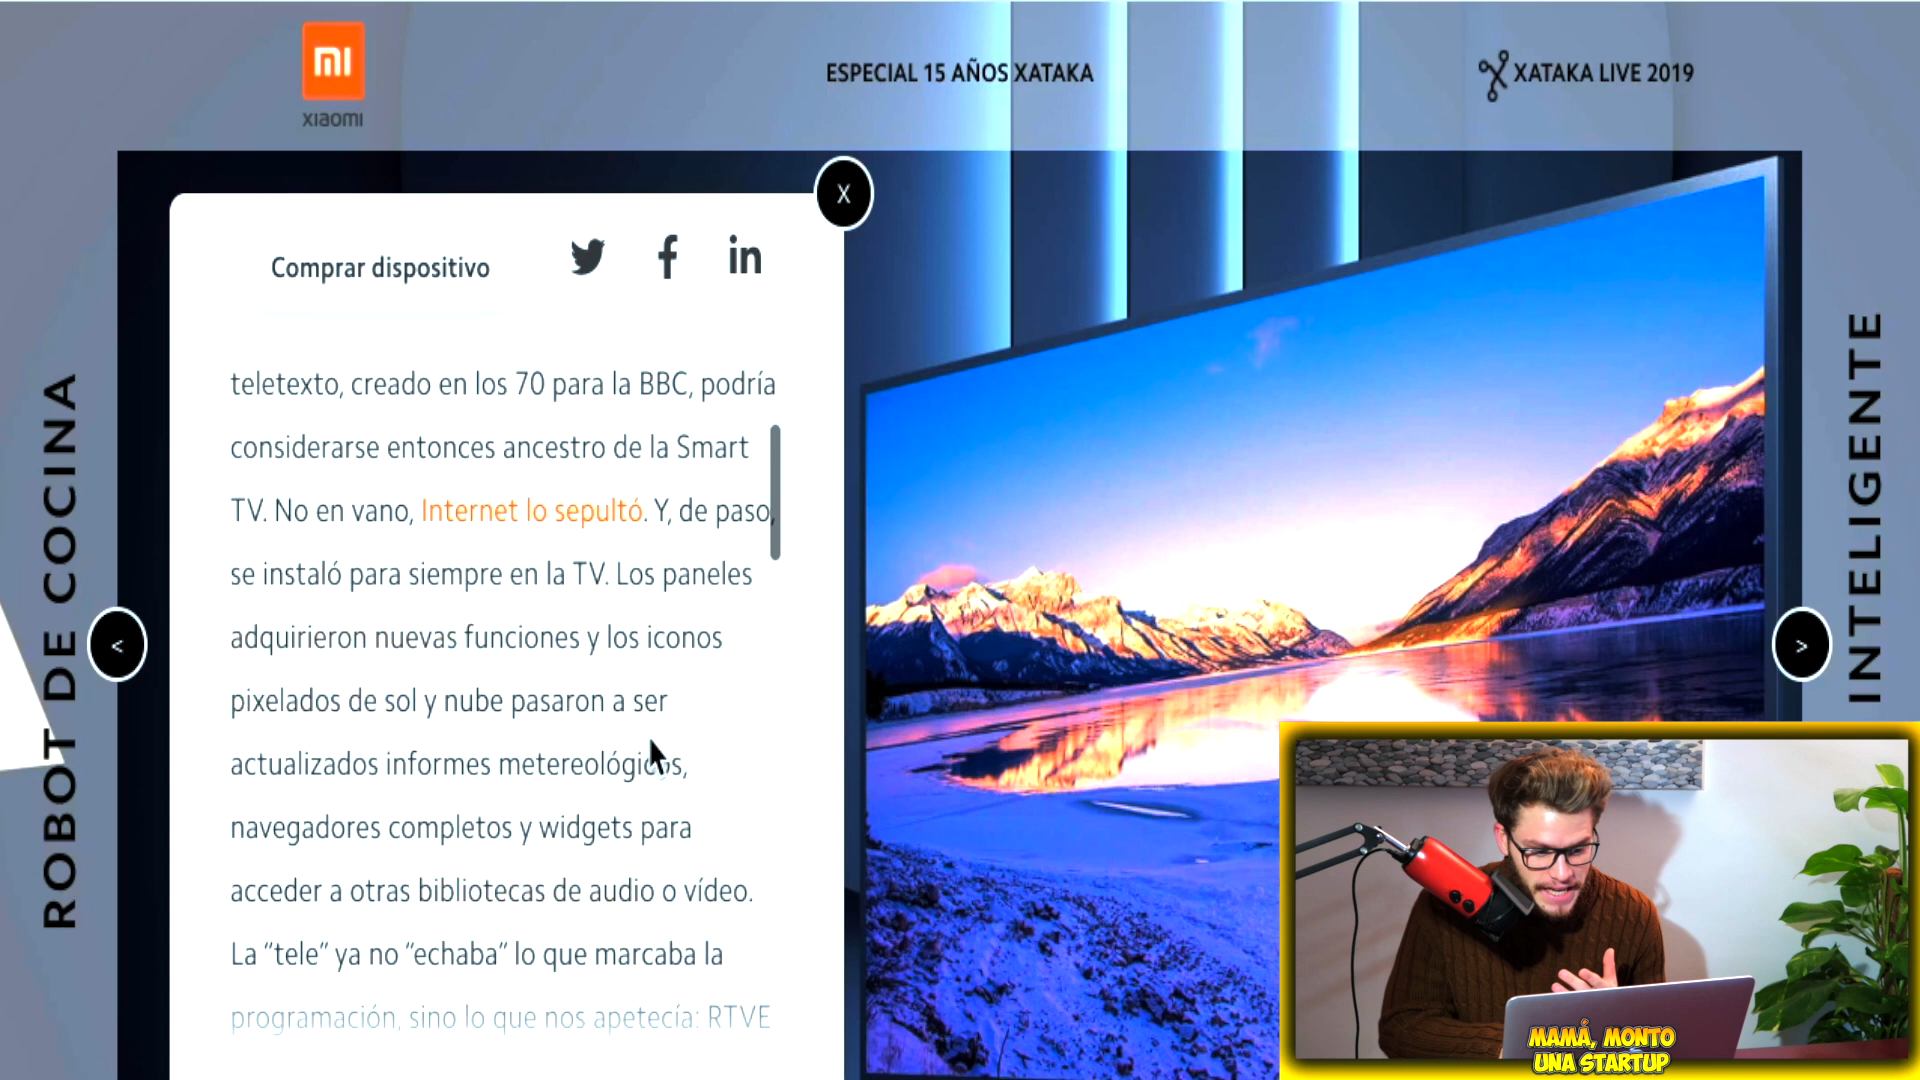 mi
xiaomi
ESPECIAL 15 AÑOS XATAKA
XATAKA LIVE 2019
X
Comprar dispositivo
teletexto, creado en los 70 para la BBC, podría
considerarse entonces ancestro de la Smart
TV. No en vano, Internet lo sepultó. Y, de paso,
se instaló para siempre en la TV. Los paneles
adquirieron nuevas funciones y los iconos
pixelados de sol y nube pasaron a ser
actualizados informes metereológicos,
navegadores completos y widgets para
acceder a otras bibliotecas de audio o vídeo.
La “tele” ya no “echaba” lo que marcaba la
programación, sino lo que nos apetecía: RTVE
ROBOT DE COCINA
<
>
INTELIGENTE
MAMÁ, MONTO
UNA STARTUP